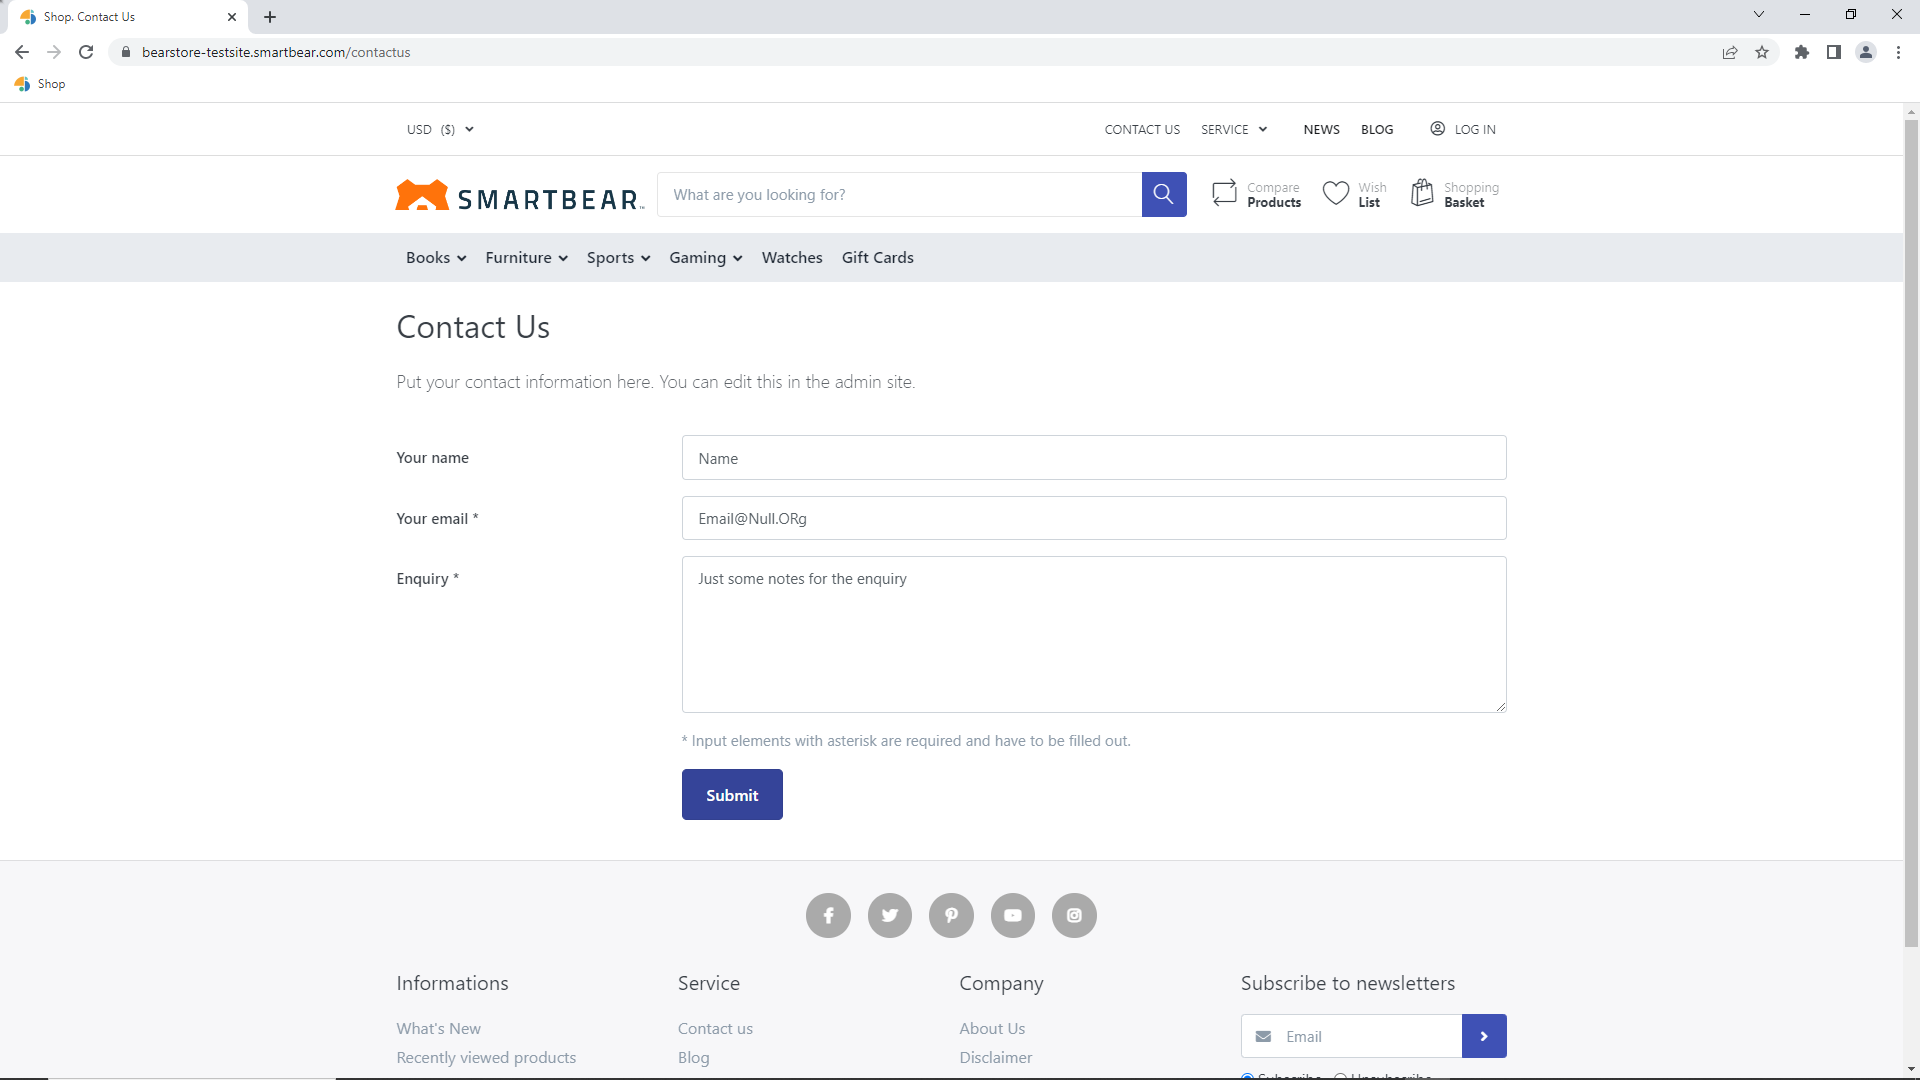 Shop. Contact Us
bearstore-testsite.smartbear.com/contactus
Shop
USD ($)
CONTACT US SERVICE NEWS BLOG LOG IN
SMARTBEAR™
What are you looking for?
Compare Products
Wish List
Shopping Basket
Books Furniture Sports Gaming Watches Gift Cards
Contact Us
Put your contact information here. You can edit this in the admin site.
Your name Name
Your email * Email@Null.ORg
Enquiry * Just some notes for the enquiry
* Input elements with asterisk are required and have to be filled out.
Submit
Informations Service Company Subscribe to newsletters
What's New Contact us About Us Email
Recently viewed products Blog Disclaimer
Subscribe Unsubscribe